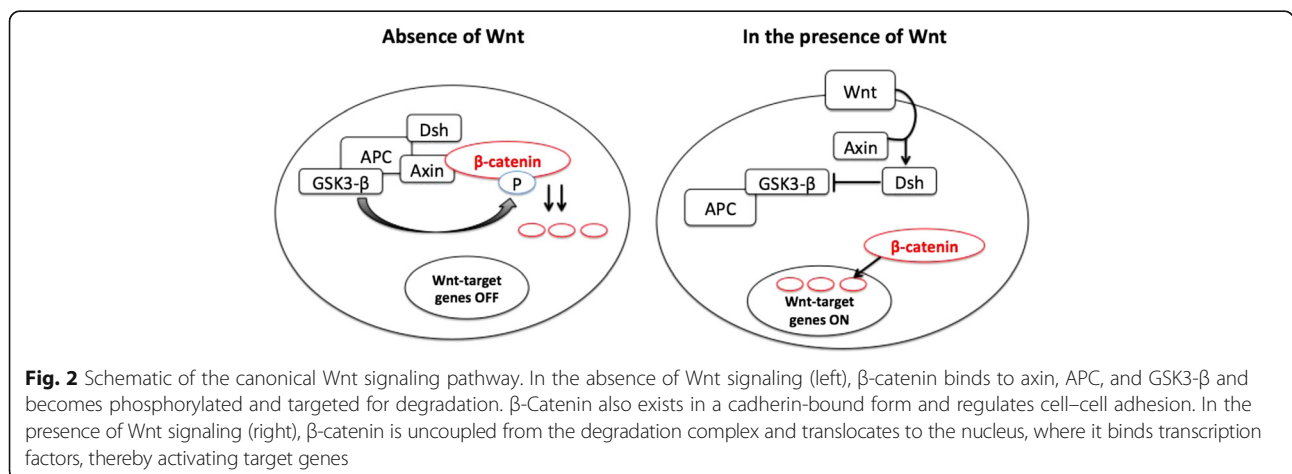 Absence of Wnt
Dsh
APC
Axin
β-catenin
GSK3-β
P
Wnt-target
genes OFF
In the presence of Wnt
Wnt
Axin
GSK3-β
Dsh
APC
β-catenin
Wnt-target
genes ON
Fig. 2 Schematic of the canonical Wnt signaling pathway. In the absence of Wnt signaling (left), β-catenin binds to axin, APC, and GSK3-β and
becomes phosphorylated and targeted for degradation. β-Catenin also exists in a cadherin-bound form and regulates cell–cell adhesion. In the
presence of Wnt signaling (right), β-catenin is uncoupled from the degradation complex and translocates to the nucleus, where it binds transcription
factors, thereby activating target genes